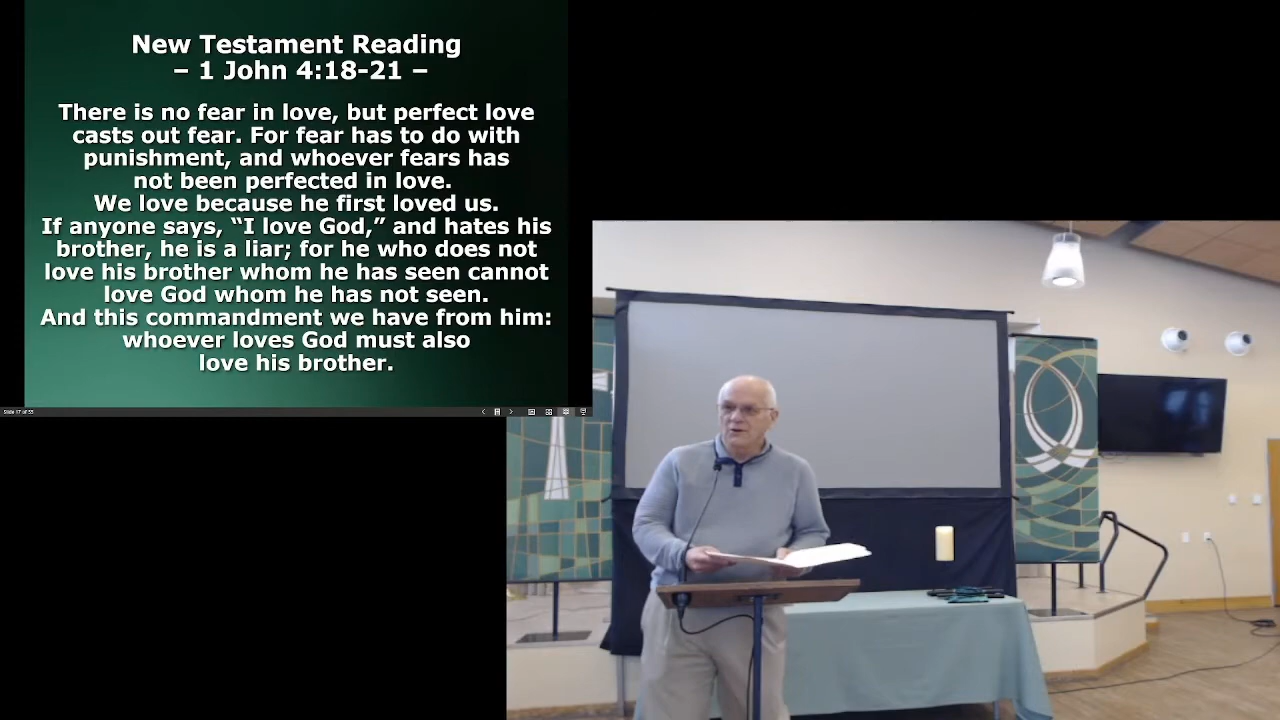 New Testament Reading
– 1 John 4:18-21 –
There is no fear in love, but perfect love
casts out fear. For fear has to do with
punishment, and whoever fears has
not been perfected in love.
We love because he first loved us.
If anyone says, “I love God,” and hates his
brother, he is a liar; for he who does not
love his brother whom he has seen cannot
love God whom he has not seen.
And this commandment we have from him:
whoever loves God must also
love his brother.
Slide 17 of 55